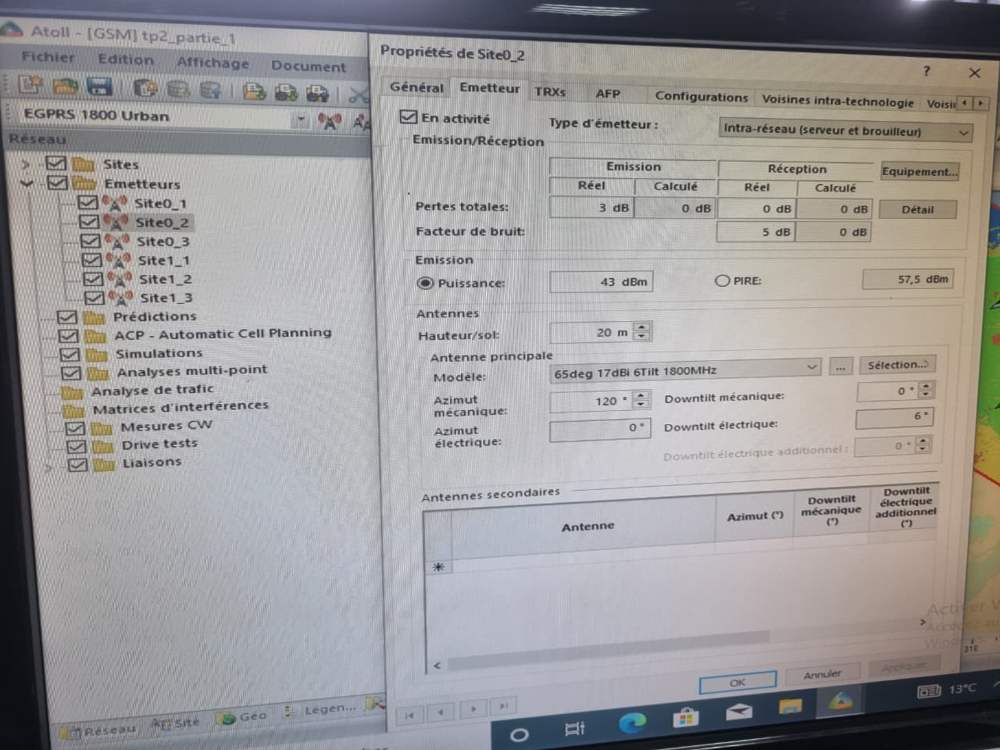 Atoll - [GSM] tp2_partie_1
Fichier Edition Affichage Document
EGPRS 1800 Urban
Réseau
Sites
Emetteurs
Site0_1
Site0_2
Site0_3
Site1_1
Site1_2
Site1_3
Prédictions
ACP - Automatic Cell Planning
Simulations
Analyses multi-point
Analyse de trafic
Matrices d'interférences
Mesures CW
Drive tests
Liaisons
Réseau Site Géo Légen...
Propriétés de Site0_2
? ×
Général Emetteur TRXs AFP Configurations Voisines intra-technologie Voisir
En activité Type d'émetteur : Intra-réseau (serveur et brouilleur)
Emission/Réception
Emission Réception Equipement...
Réel Calculé Réel Calculé
Pertes totales: 3 dB 0 dB 0 dB 0 dB Détail
Facteur de bruit: 5 dB 0 dB
Emission
Puissance: 43 dBm PIRE: 57,5 dBm
Antennes
Hauteur/sol: 20 m
Antenne principale
Modèle: 65deg 17dBi 6Tilt 1800MHz ... Sélection...
Azimut mécanique: 120 ° Downtilt mécanique: 0 °
Azimut électrique: 0 ° Downtilt électrique: 6 °
Downtilt électrique additionnel : 0 °
Antennes secondaires
Antenne Azimut (°) Downtilt mécanique (°) Downtilt électrique additionnel (°)
OK Annuler Appliquer
Activer
Windows
31E
13°C